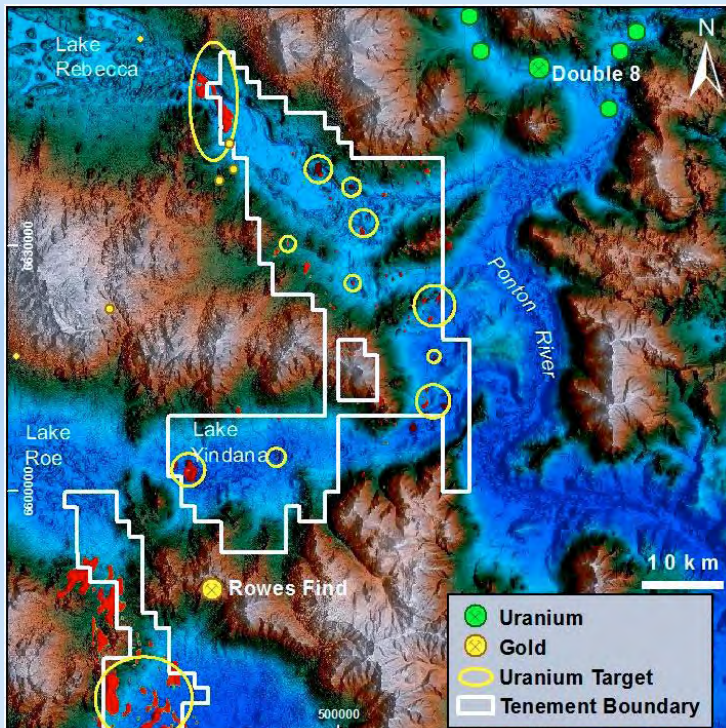 Lake
Rebecca
N
Double 8
6630000
Ponton
River
Lake
Roe
Lake
Yindana
6600000
10 km
Rowes Find
Uranium
Gold
Uranium Target
Tenement Boundary
500000